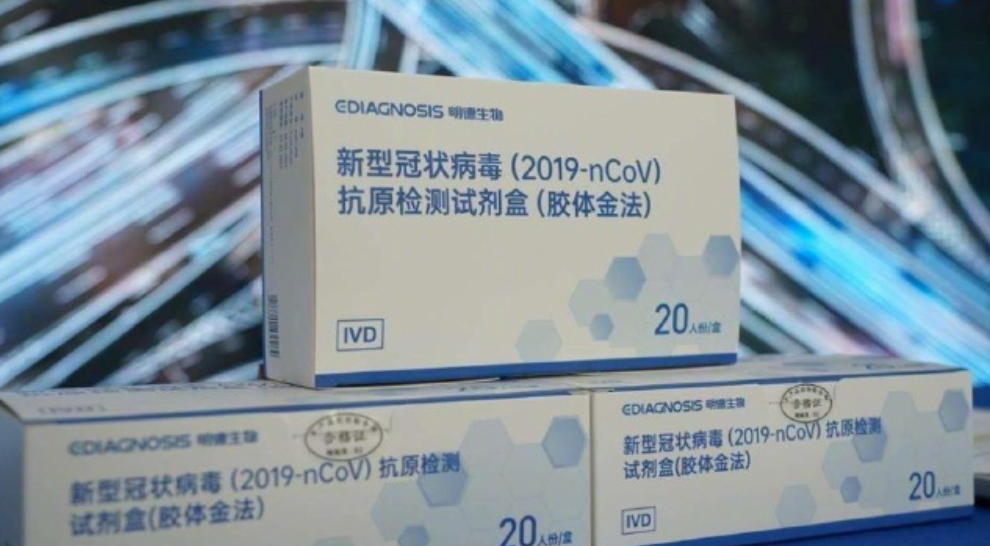 EDIAGNOSIS 明德生物
新型冠状病毒 (2019-nCoV)
抗原检测试剂盒 (胶体金法)
IVD
20人份/盒
EDIAGNOSIS 明德生物
合格证
新型冠状病毒 (2019-nCoV) 抗原检测
试剂盒(胶体金法)
20人份/盒
EDIAGNOSIS 明德生物
合格证
新型冠状病毒 (2019-nCoV) 抗原检测
试剂盒(胶体金法)
IVD
20人份/盒